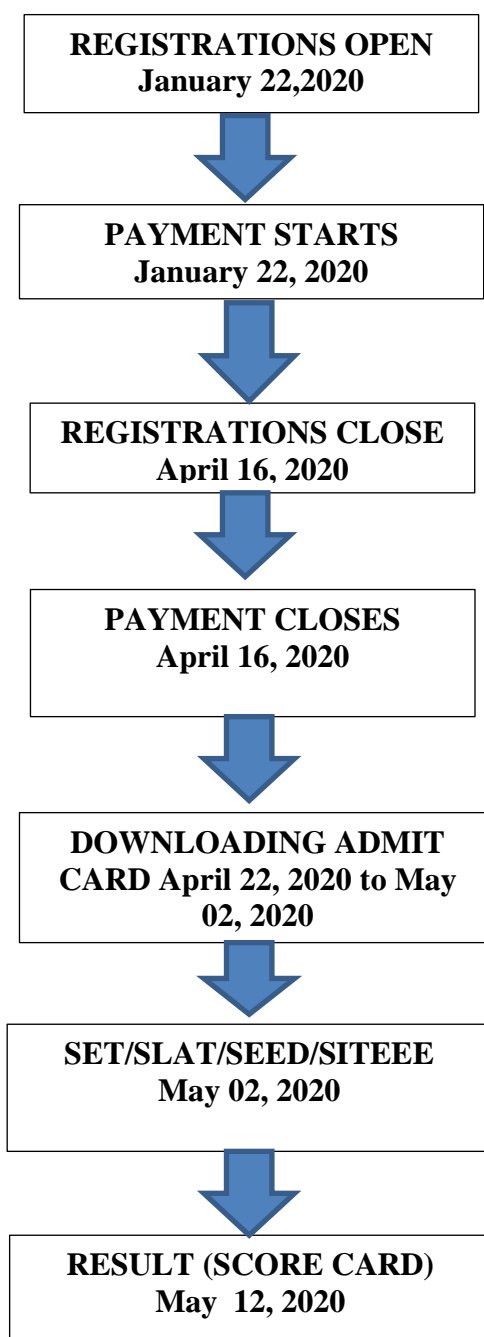 REGISTRATIONS OPEN
January 22,2020
PAYMENT STARTS
January 22, 2020
REGISTRATIONS CLOSE
April 16, 2020
PAYMENT CLOSES
April 16, 2020
DOWNLOADING ADMIT
CARD April 22, 2020 to May
02, 2020
SET/SLAT/SEED/SITEEE
May 02, 2020
RESULT (SCORE CARD)
May 12, 2020